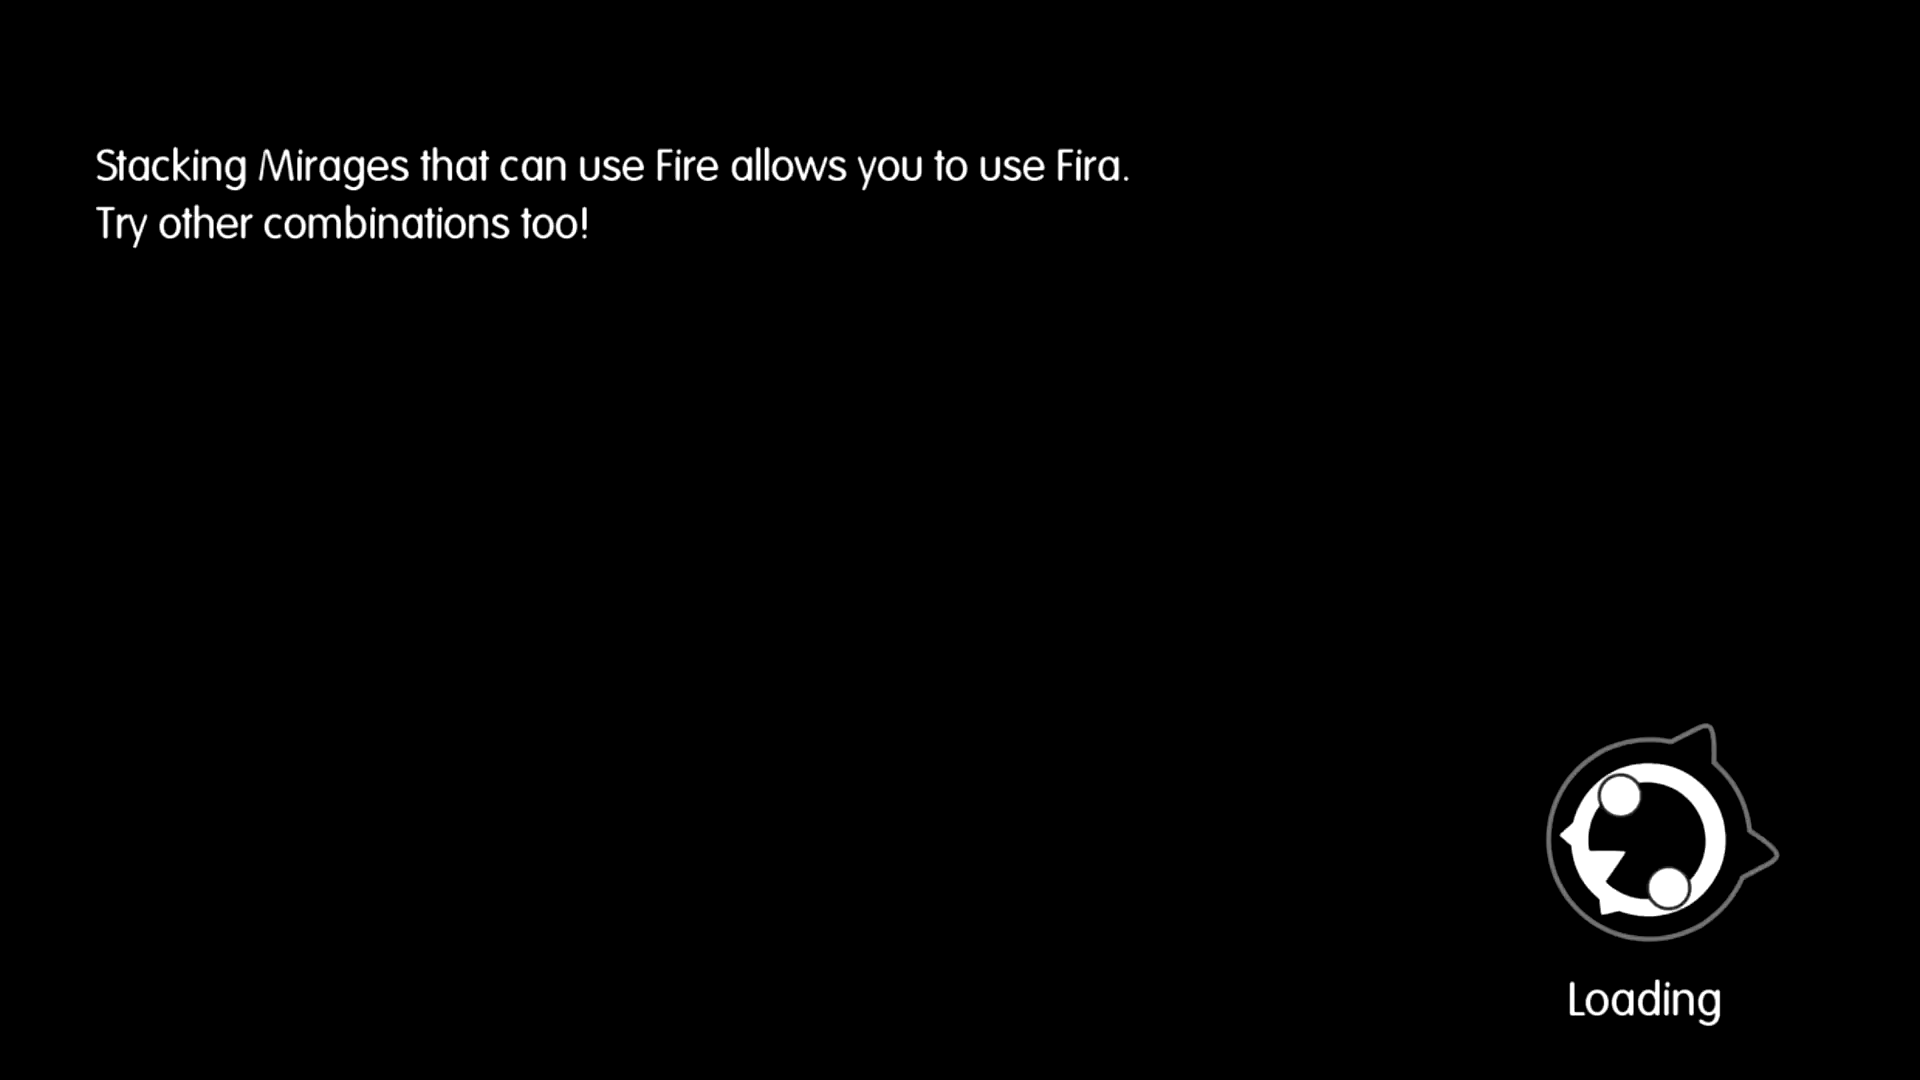 Stacking Mirages that can use Fire allows you to use Fira.
Try other combinations too!
Loading